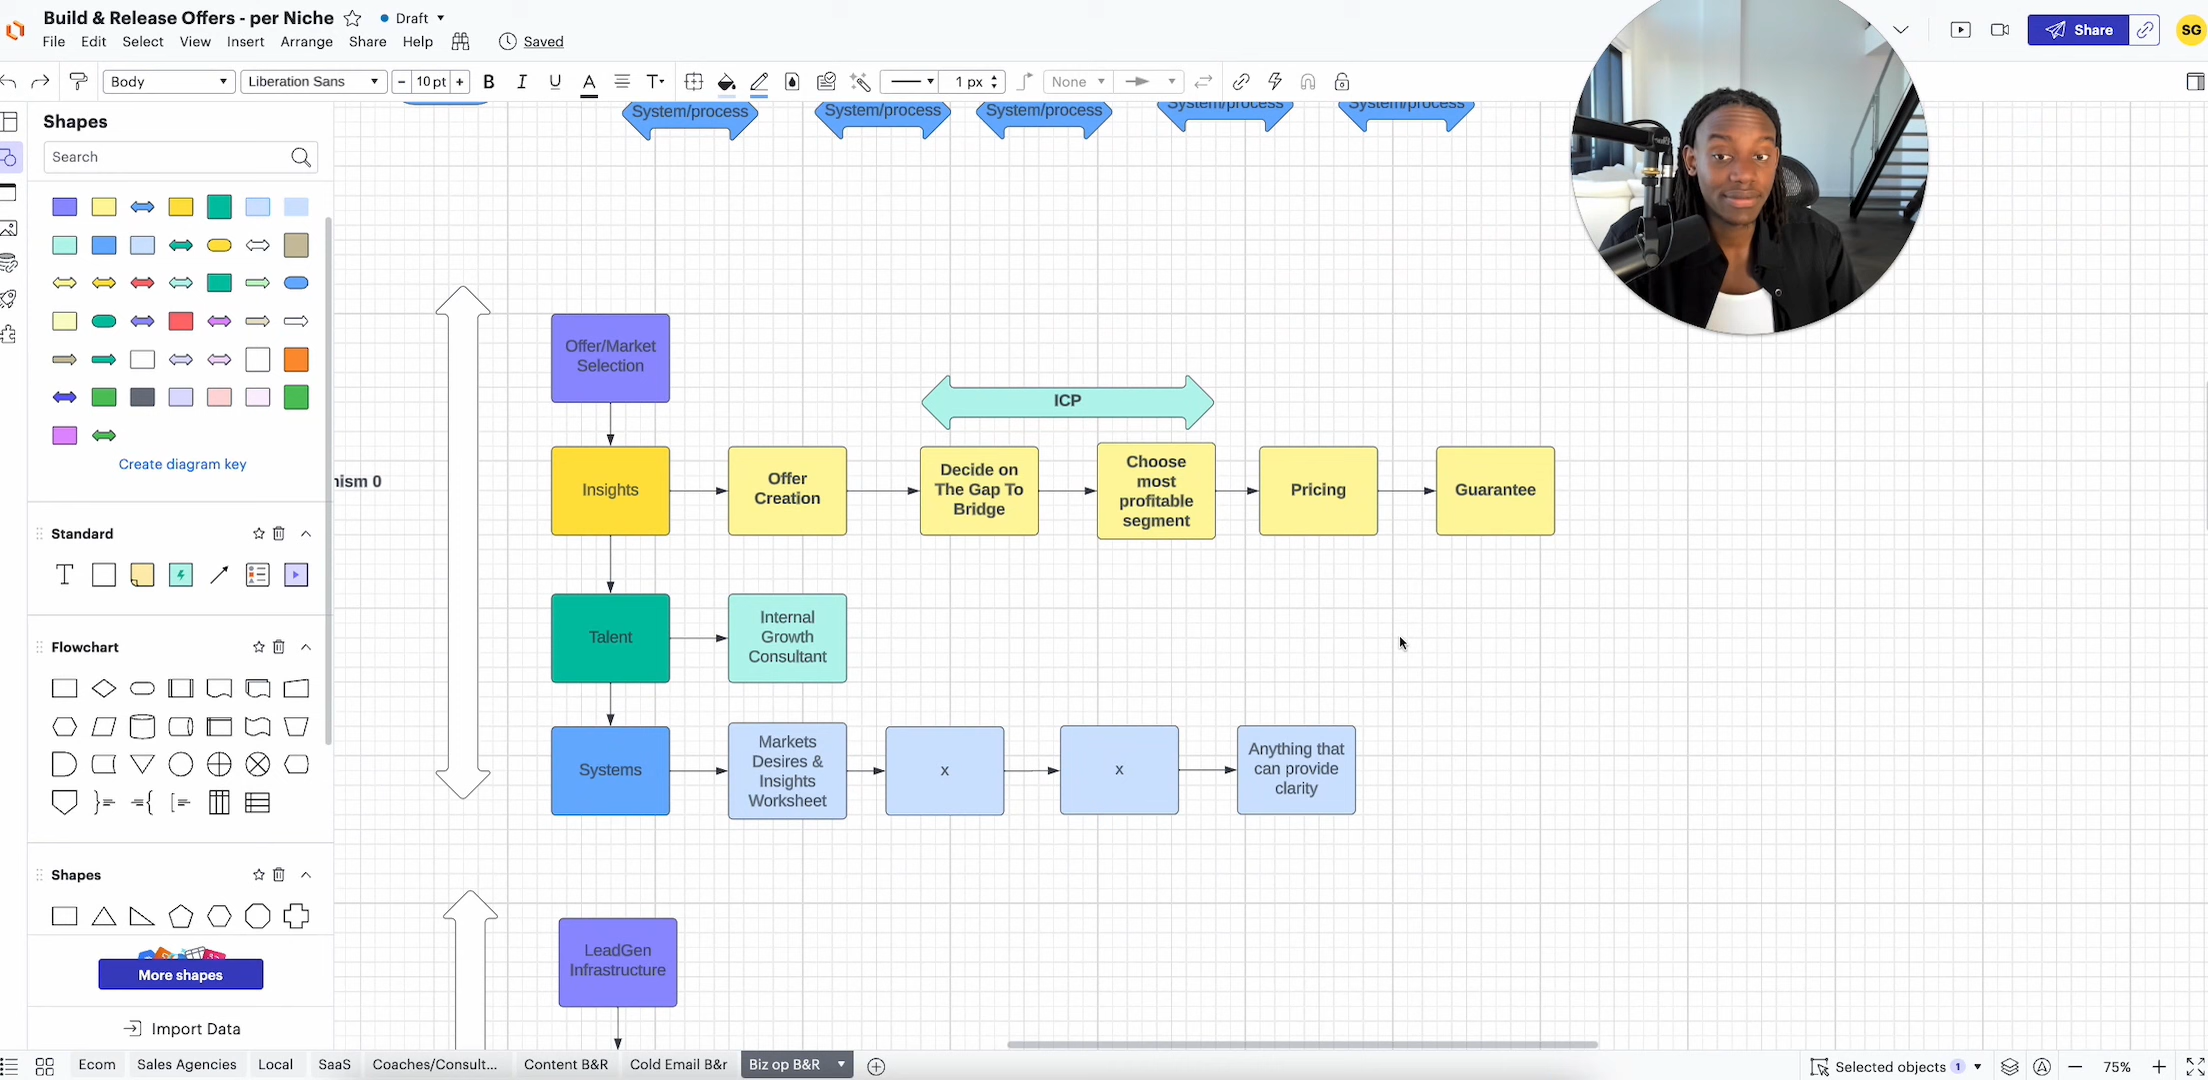 Build & Release Offers - per Niche
Draft
File Edit Select View Insert Arrange Share Help
Saved
Share
SG
Body
Liberation Sans
10 pt
B I U A T
1 px
None
Shapes
Search
Create diagram key
Standard
T
Flowchart
Shapes
More shapes
Import Data
System/process
System/process
System/process
System/process
System/process
Offer/Market
Selection
ICP
nism 0
Insights
Offer
Creation
Decide on
The Gap To
Bridge
Choose
most
profitable
segment
Pricing
Guarantee
Talent
Internal
Growth
Consultant
Systems
Markets
Desires &
Insights
Worksheet
x
x
Anything that
can provide
clarity
LeadGen
Infrastructure
Ecom Sales Agencies Local SaaS Coaches/Consult... Content B&R Cold Email B&r Biz op B&R
Selected objects 1
75%